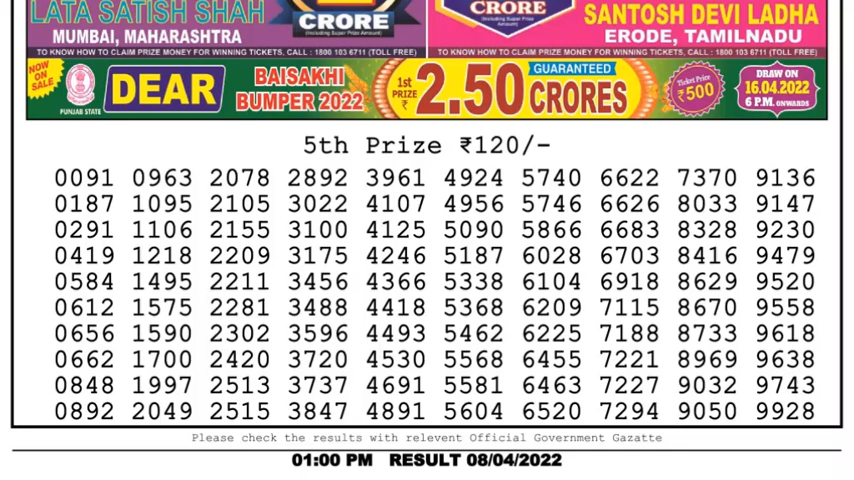 LATA SATISH SHAH
MUMBAI, MAHARASHTRA
CRORE
(Including Super Prize Amount)
TO KNOW HOW TO CLAIM PRIZE MONEY FOR WINNING TICKETS, CALL : 1800 103 6711 (TOLL FREE)
CRORE
(Including Super Prize Amount)
SANTOSH DEVI LADHA
ERODE, TAMILNADU
TO KNOW HOW TO CLAIM PRIZE MONEY FOR WINNING TICKETS, CALL : 1800 103 6711 (TOLL FREE)
NOW ON SALE
PUNJAB STATE
DEAR
BAISAKHI
BUMPER 2022
1st PRIZE ₹
2.50
GUARANTEED
CRORES
Ticket Price
₹500
DRAW ON
16.04.2022
6 P.M. ONWARDS
5th Prize ₹120/-
0091 0963 2078 2892 3961 4924 5740 6622 7370 9136
0187 1095 2105 3022 4107 4956 5746 6626 8033 9147
0291 1106 2155 3100 4125 5090 5866 6683 8328 9230
0419 1218 2209 3175 4246 5187 6028 6703 8416 9479
0584 1495 2211 3456 4366 5338 6104 6918 8629 9520
0612 1575 2281 3488 4418 5368 6209 7115 8670 9558
0656 1590 2302 3596 4493 5462 6225 7188 8733 9618
0662 1700 2420 3720 4530 5568 6455 7221 8969 9638
0848 1997 2513 3737 4691 5581 6463 7227 9032 9743
0892 2049 2515 3847 4891 5604 6520 7294 9050 9928
Please check the results with relevent Official Government Gazatte
01:00 PM RESULT 08/04/2022